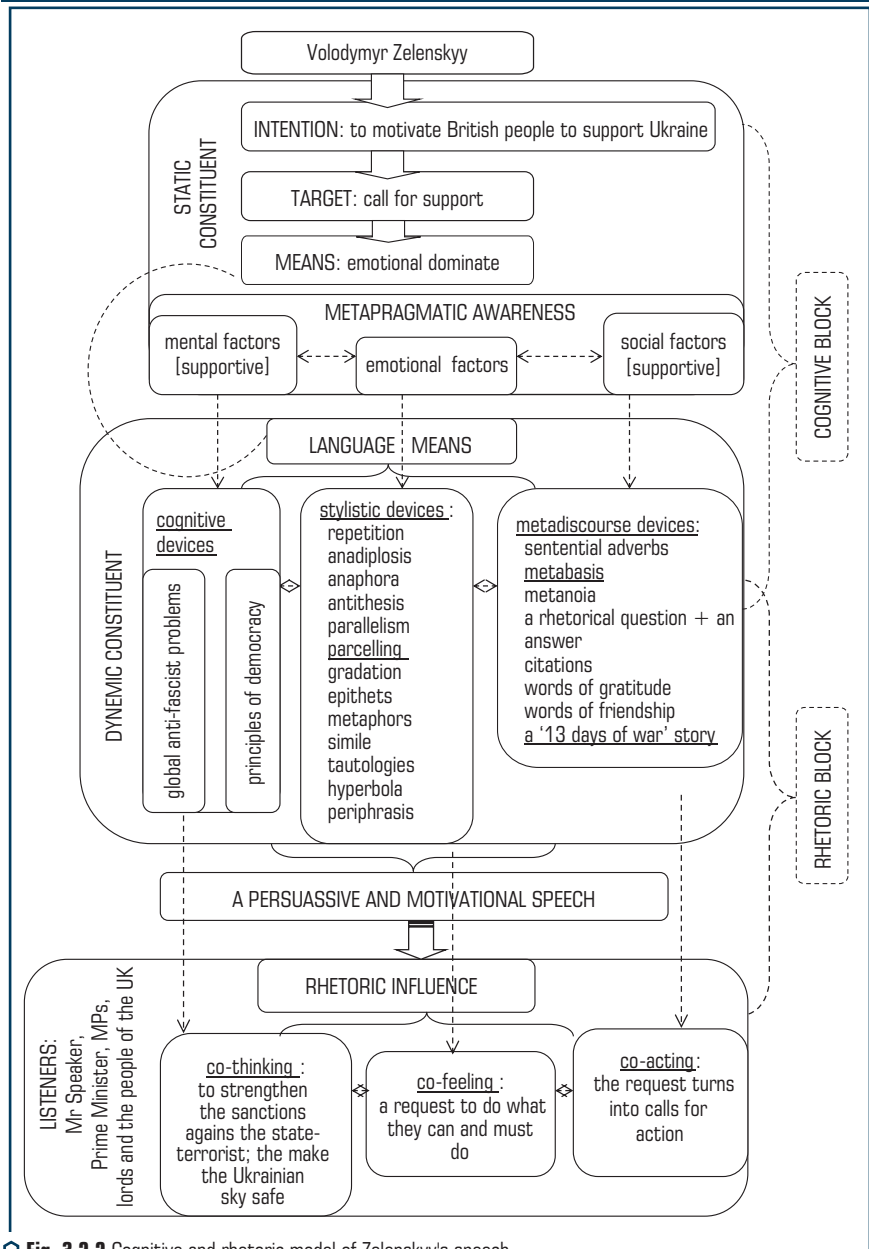 Volodymyr Zelenskyy
INTENTION: to motivate British people to support Ukraine
STATIC
CONSTITUENT
TARGET: call for support
MEANS: emotional dominate
METAPRAGMATIC AWARENESS
mental factors
[supportive]
emotional factors
social factors
[supportive]
COGNITIVE BLOCK
LANGUAGE MEANS
DYNEMIC CONSTITUENT
cognitive
devices
global anti-fascist problems
principles of democracy
stylistic devices :
repetition
anadiplosis
anaphora
antithesis
parallelism
parcelling
gradation
epithets
metaphors
simile
tautologies
hyperbola
periphrasis
metadiscourse devices:
sentential adverbs
metabasis
metanoia
a rhetorical question + an
answer
citations
words of gratitude
words of friendship
a ‘13 days of war’ story
RHETORIC BLOCK
A PERSUASSIVE AND MOTIVATIONAL SPEECH
RHETORIC INFLUENCE
LISTENERS:
Mr Speaker,
Prime Minister, MPs,
lords and the people of the UK
co-thinking :
to strengthen
the sanctions
agains the state-
terrorist; the make
the Ukrainian
sky safe
co-feeling :
a request to do what
they can and must
do
co-acting :
the request turns
into calls for
action
Fig. 3.2.2 Cognitive and rhetoric model of Zelenskyy's speech